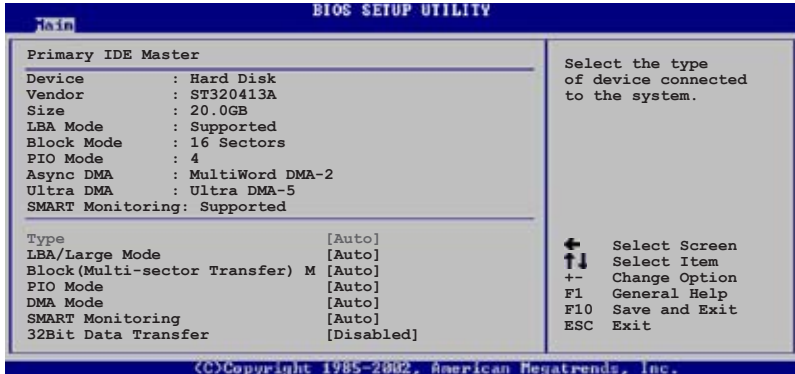 BIOS SETUP UTILITY
Main
Primary IDE Master
Device : Hard Disk
Vendor : ST320413A
Size : 20.0GB
LBA Mode : Supported
Block Mode : 16 Sectors
PIO Mode : 4
Async DMA : MultiWord DMA-2
Ultra DMA : Ultra DMA-5
SMART Monitoring: Supported
Type [Auto]
LBA/Large Mode [Auto]
Block(Multi-sector Transfer) M [Auto]
PIO Mode [Auto]
DMA Mode [Auto]
SMART Monitoring [Auto]
32Bit Data Transfer [Disabled]
Select the type
of device connected
to the system.
← Select Screen
↑↓ Select Item
+- Change Option
F1 General Help
F10 Save and Exit
ESC Exit
(C)Copyright 1985-2002, American Megatrends, Inc.